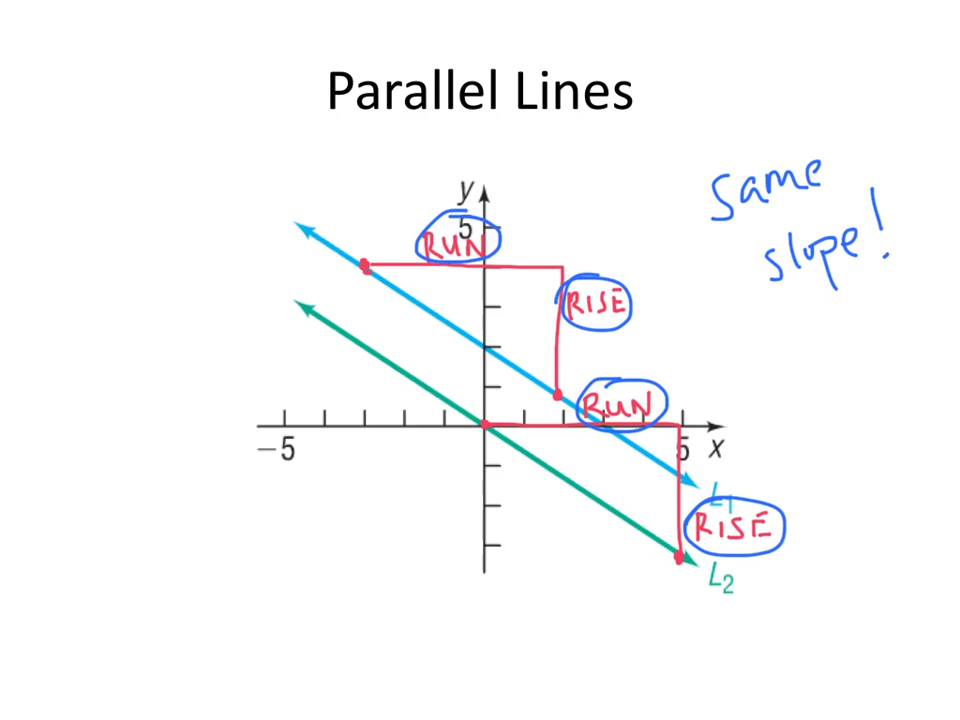 Parallel Lines
same
slope!
y
5
RUN
RISE
RUN
−5
5
x
L1
RISE
L2